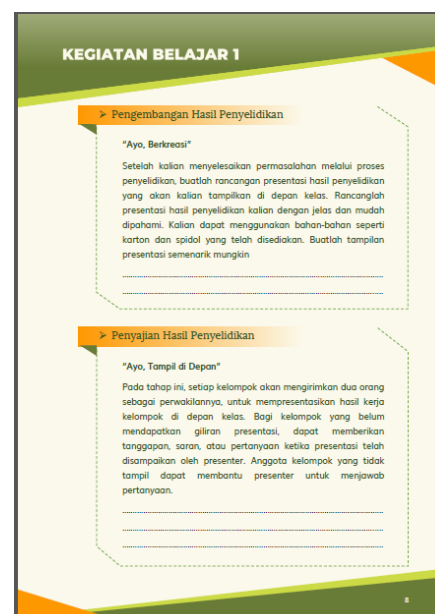 KEGIATAN BELAJAR 1
➢ Pengembangan Hasil Penyelidikan
“Ayo, Berkreasi”
Setelah kalian menyelesaikan permasalahan melalui proses
penyelidikan, buatlah rancangan presentasi hasil penyelidikan
yang akan kalian tampilkan di depan kelas. Rancanglah
presentasi hasil penyelidikan kalian dengan jelas dan mudah
dipahami. Kalian dapat menggunakan bahan-bahan seperti
karton dan spidol yang telah disediakan. Buatlah tampilan
presentasi semenarik mungkin
➢ Penyajian Hasil Penyelidikan
“Ayo, Tampil di Depan”
Pada tahap ini, setiap kelompok akan mengirimkan dua orang
sebagai perwakilannya, untuk mempresentasikan hasil kerja
kelompok di depan kelas. Bagi kelompok yang belum
mendapatkan giliran presentasi, dapat memberikan
tanggapan, saran, atau pertanyaan ketika presentasi telah
disampaikan oleh presenter. Anggota kelompok yang tidak
tampil dapat membantu presenter untuk menjawab
pertanyaan.
8